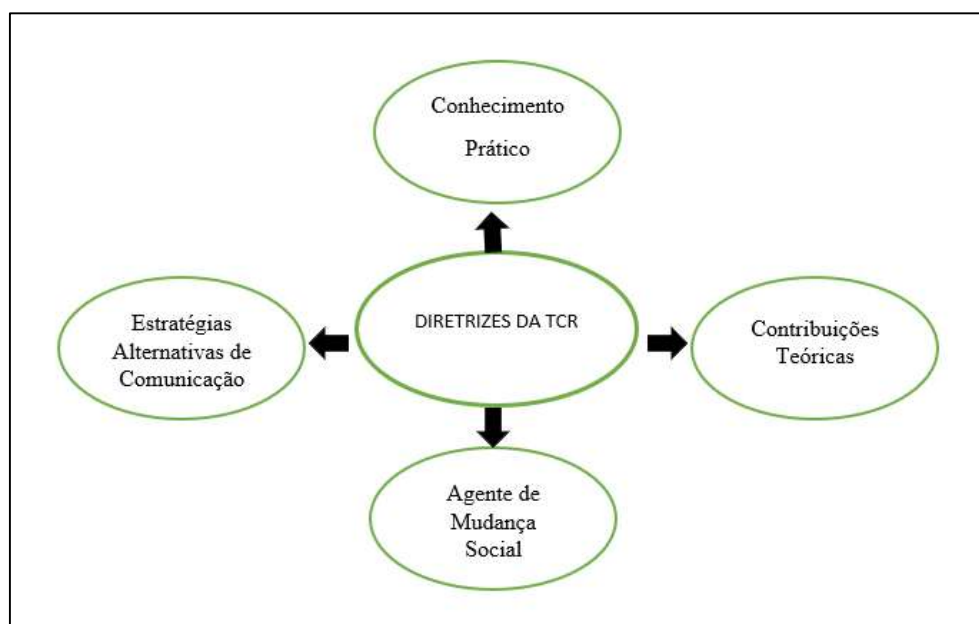 Conhecimento
Prático
DIRETRIZES DA TCR
Estratégias
Alternativas de
Comunicação
Contribuições
Teóricas
Agente de
Mudança
Social